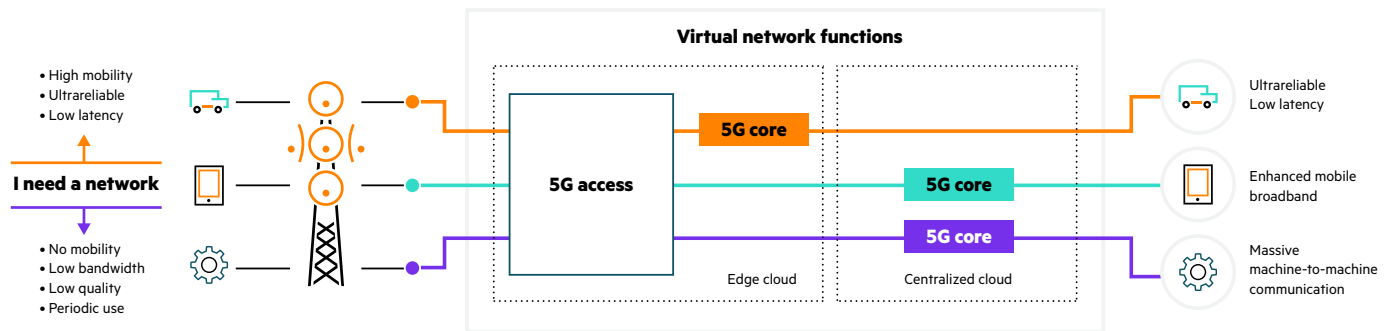 Virtual network functions
• High mobility
• Ultrareliable
• Low latency
I need a network
• No mobility
• Low bandwidth
• Low quality
• Periodic use
5G access
5G core
5G core
5G core
Edge cloud
Centralized cloud
Ultrareliable
Low latency
Enhanced mobile
broadband
Massive
machine-to-machine
communication